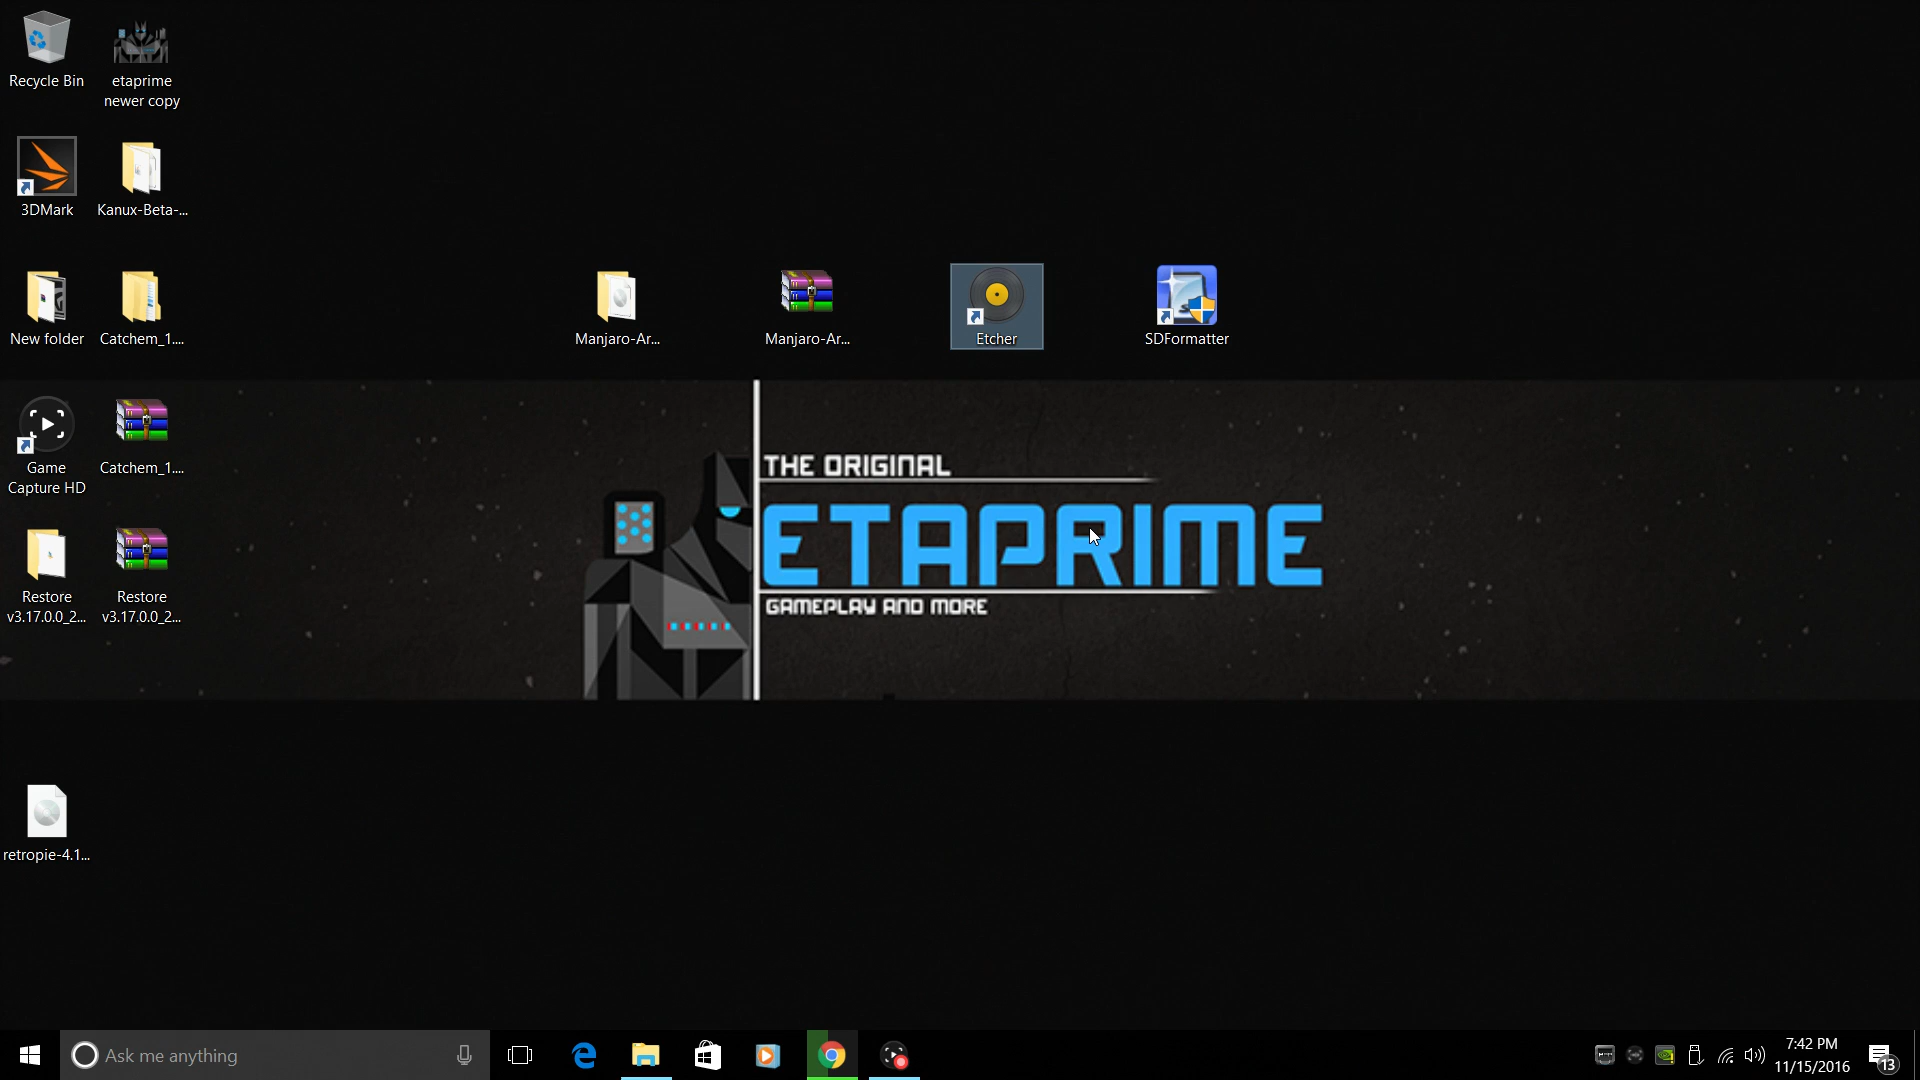 Recycle Bin
etaprime
newer copy
3DMark
Kanux-Beta-...
New folder
Catchem_1....
Manjaro-Ar...
Manjaro-Ar...
Etcher
SDFormatter
Game
Capture HD
Catchem_1....
THE ORIGINAL
ETAPRIME
GAMEPLAY AND MORE
Restore
v3.17.0.0_2...
Restore
v3.17.0.0_2...
retropie-4.1...
Ask me anything
7:42 PM
11/15/2016
13